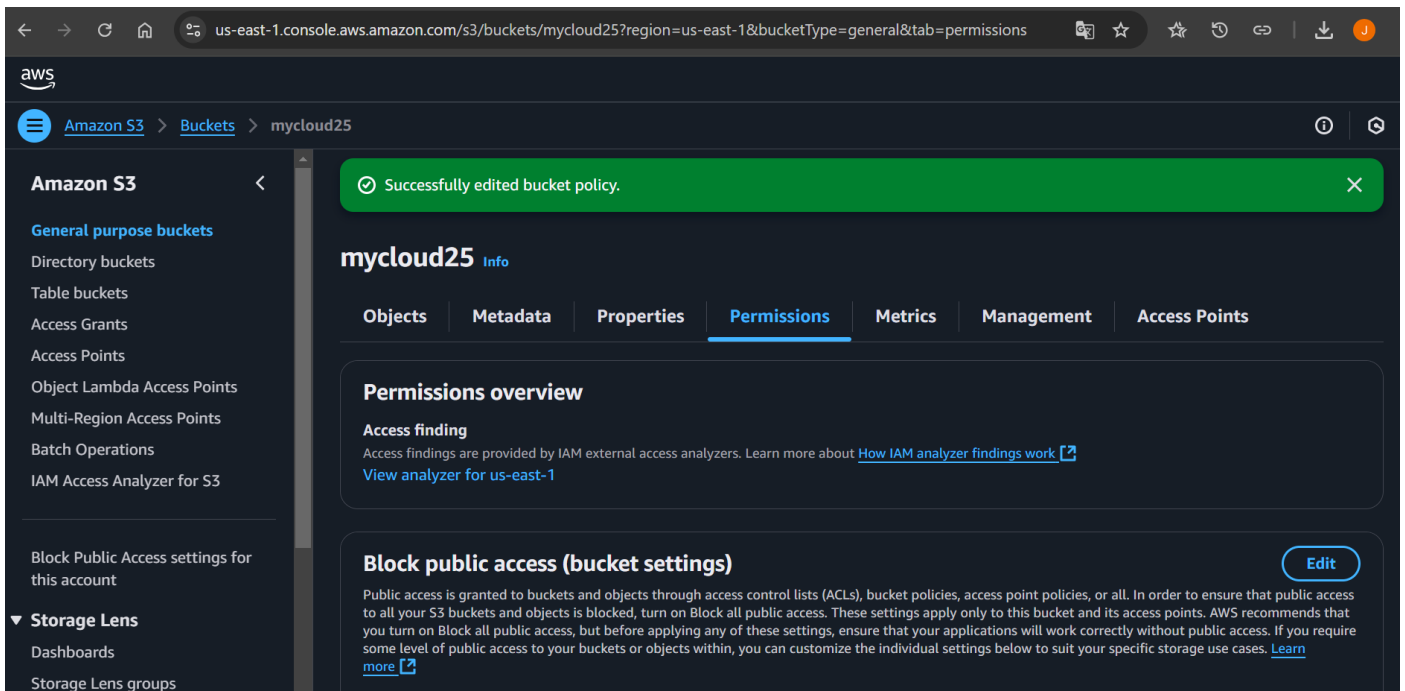 us-east-1.console.aws.amazon.com/s3/buckets/mycloud25?region=us-east-1&bucketType=general&tab=permissions
J
aws
Amazon S3 > Buckets > mycloud25
Amazon S3
General purpose buckets
Directory buckets
Table buckets
Access Grants
Access Points
Object Lambda Access Points
Multi-Region Access Points
Batch Operations
IAM Access Analyzer for S3
Block Public Access settings for
this account
Storage Lens
Dashboards
Storage Lens groups
Successfully edited bucket policy.
mycloud25 Info
Objects Metadata Properties Permissions Metrics Management Access Points
Permissions overview
Access finding
Access findings are provided by IAM external access analyzers. Learn more about How IAM analyzer findings work
View analyzer for us-east-1
Block public access (bucket settings)
Edit
Public access is granted to buckets and objects through access control lists (ACLs), bucket policies, access point policies, or all. In order to ensure that public access
to all your S3 buckets and objects is blocked, turn on Block all public access. These settings apply only to this bucket and its access points. AWS recommends that
you turn on Block all public access, but before applying any of these settings, ensure that your applications will work correctly without public access. If you require
some level of public access to your buckets or objects within, you can customize the individual settings below to suit your specific storage use cases. Learn
more